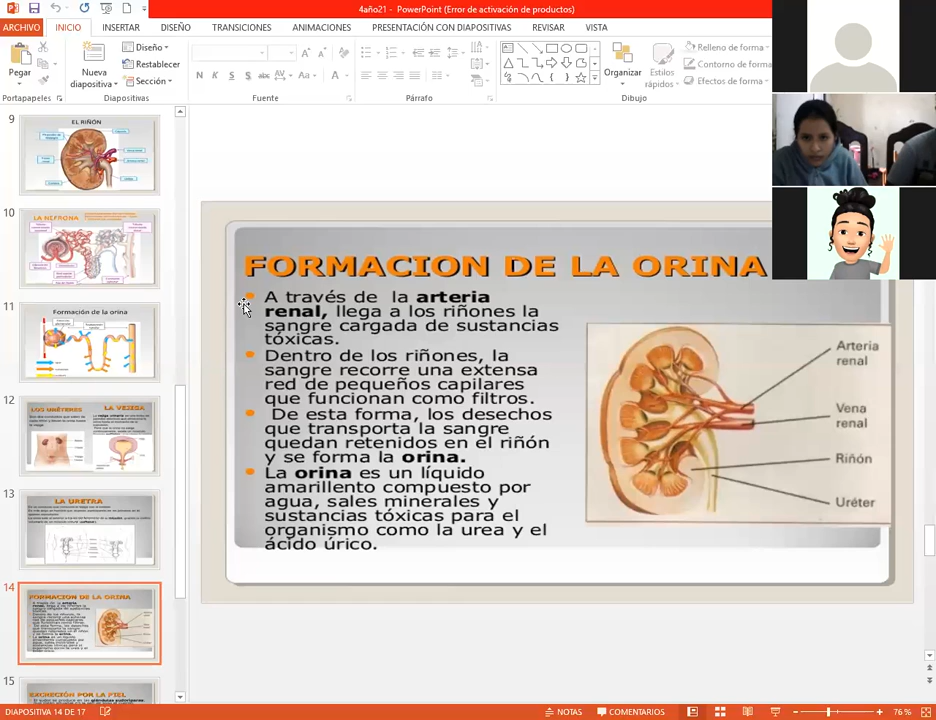 4año21 - PowerPoint (Error de activación de productos)
ARCHIVO INICIO INSERTAR DISEÑO TRANSICIONES ANIMACIONES PRESENTACIÓN CON DIAPOSITIVAS REVISAR VISTA
Pegar
Nueva diapositiva
Diseño
Restablecer
Sección
N K S S abc AV Aa A
Organizar
Estilos rápidos
Relleno de forma
Contorno de forma
Efectos de forma
Portapapeles Diapositivas Fuente Párrafo Dibujo
9
EL RIÑÓN
10
LA NEFRONA
11
Formación de la orina
12
LOS URÉTERES
LA VEJIGA
13
LA URETRA
14
FORMACION DE LA ORINA
15
EXCRECIÓN POR LA PIEL
FORMACION DE LA ORINA
A través de la arteria
renal, llega a los riñones la
sangre cargada de sustancias
tóxicas.
Dentro de los riñones, la
sangre recorre una extensa
red de pequeños capilares
que funcionan como filtros.
De esta forma, los desechos
que transporta la sangre
quedan retenidos en el riñón
y se forma la orina.
La orina es un líquido
amarillento compuesto por
agua, sales minerales y
sustancias tóxicas para el
organismo como la urea y el
ácido úrico.
Arteria
renal
Vena
renal
Riñón
Uréter
DIAPOSITIVA 14 DE 17
NOTAS COMENTARIOS 76 %